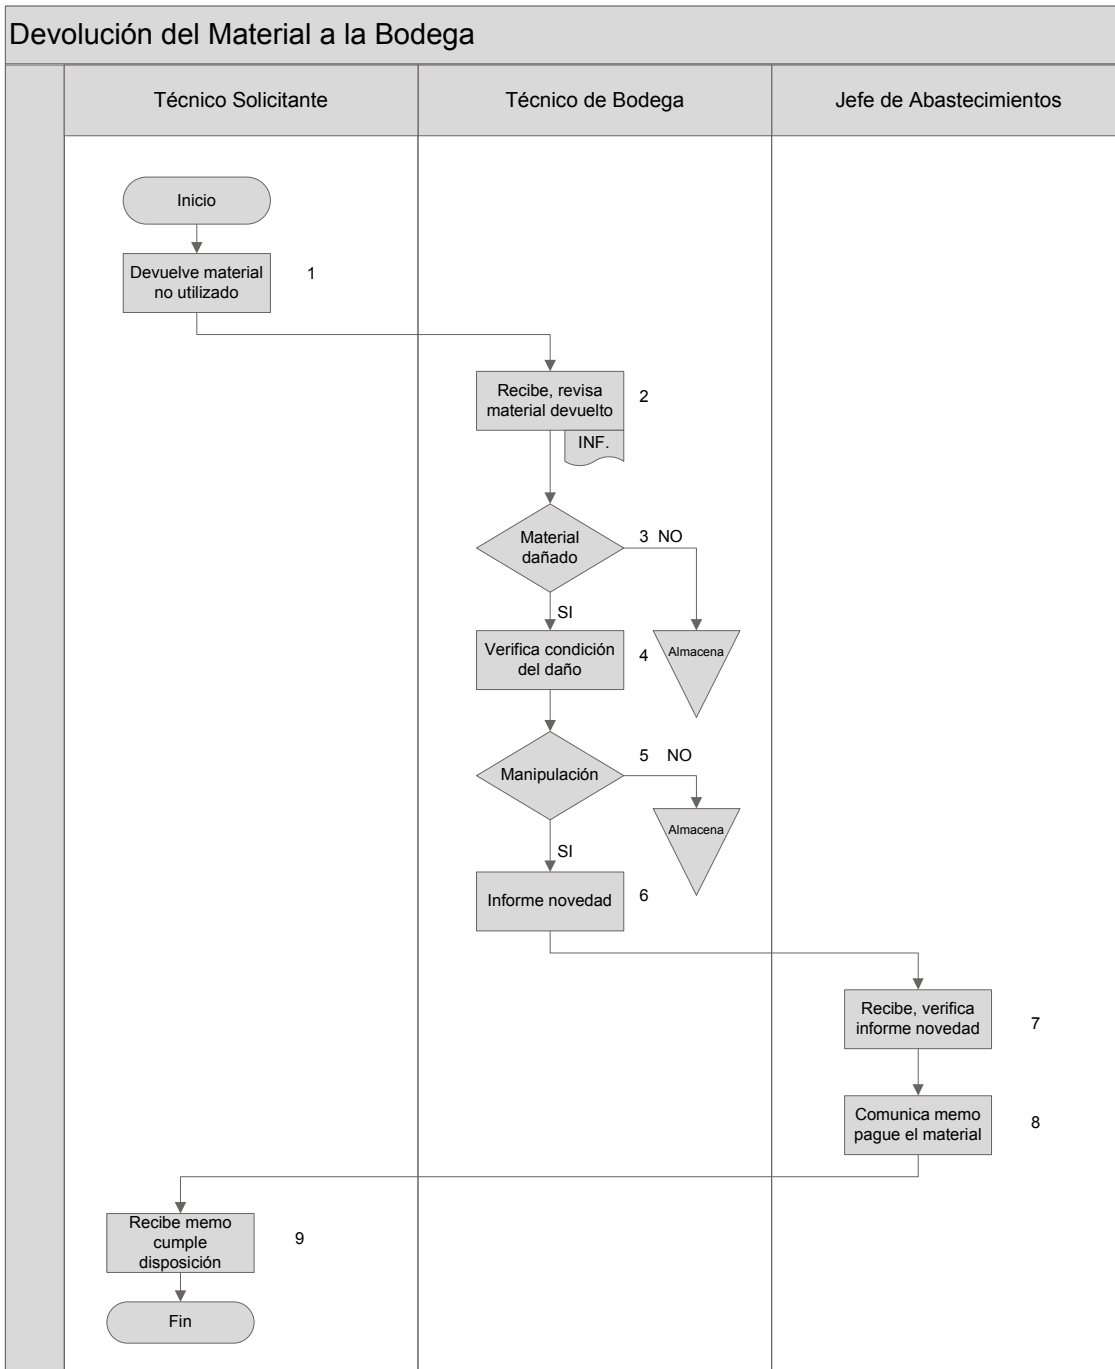 Devolución del Material a la Bodega
Técnico Solicitante
Técnico de Bodega
Jefe de Abastecimientos
Inicio
Devuelve material
no utilizado
1
Recibe, revisa
material devuelto
2
INF.
Material
dañado
3 NO
SI
Verifica condición
del daño
4
Almacena
Manipulación
5 NO
Almacena
SI
Informe novedad
6
Recibe, verifica
informe novedad
7
Comunica memo
pague el material
8
Recibe memo
cumple
disposición
9
Fin